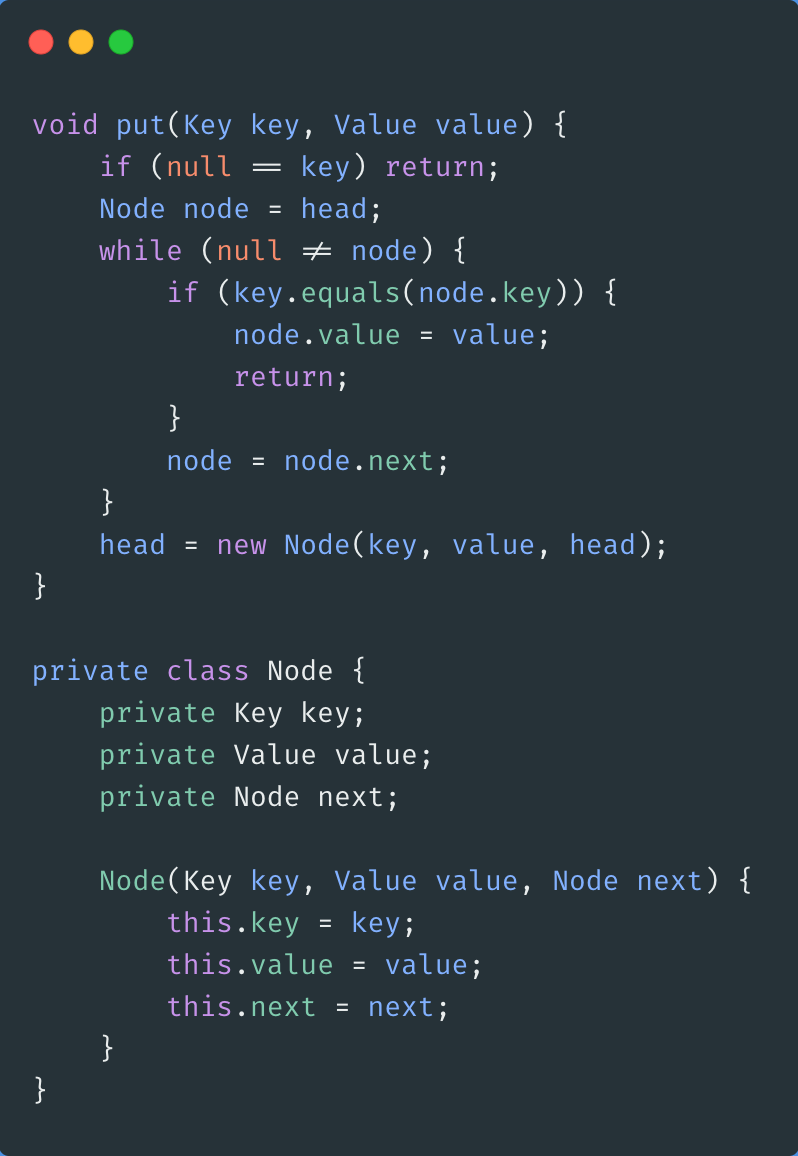 void put(Key key, Value value) {
    if (null == key) return;
    Node node = head;
    while (null != node) {
        if (key.equals(node.key)) {
            node.value = value;
            return;
        }
        node = node.next;
    }
    head = new Node(key, value, head);
}

private class Node {
    private Key key;
    private Value value;
    private Node next;

    Node(Key key, Value value, Node next) {
        this.key = key;
        this.value = value;
        this.next = next;
    }
}